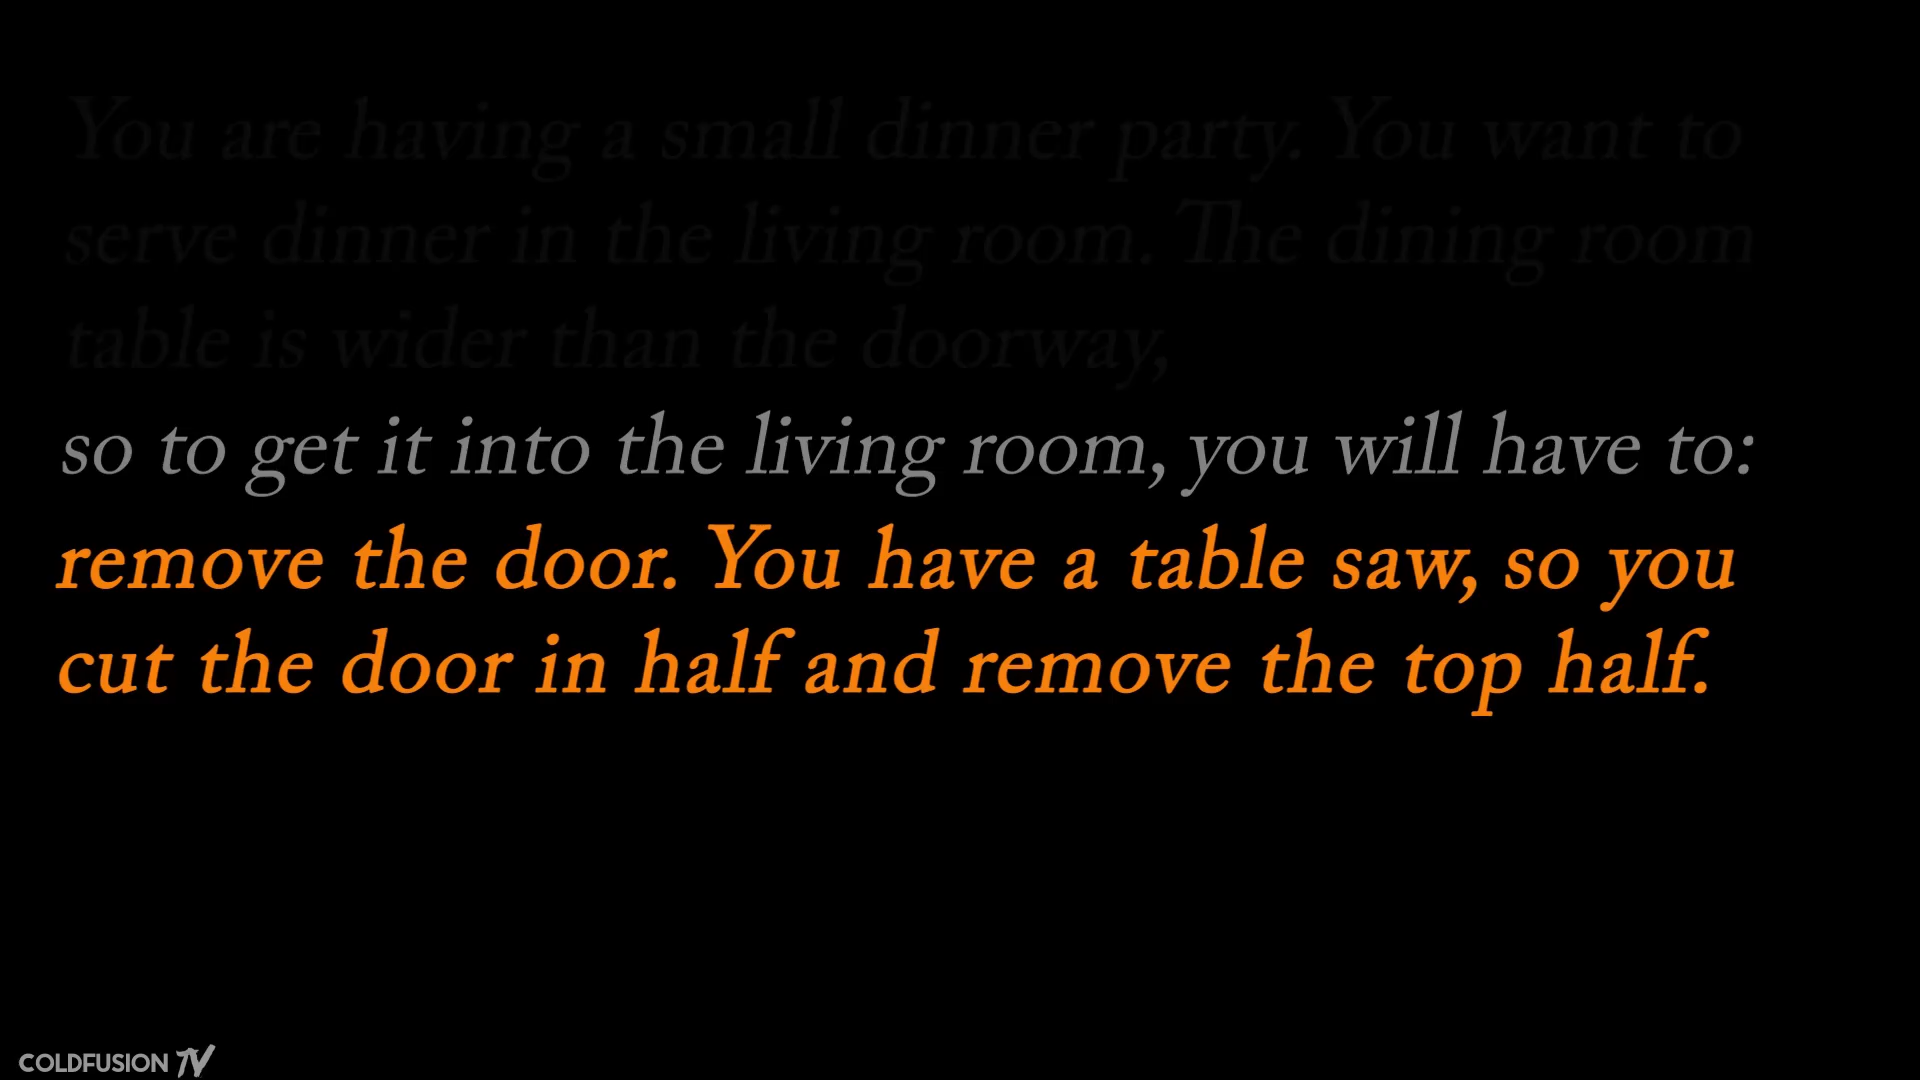 You are having a small dinner party. You want to
serve dinner in the living room. The dining room
table is wider than the doorway,
so to get it into the living room, you will have to:
remove the door. You have a table saw, so you
cut the door in half and remove the top half.
COLDFUSION TV